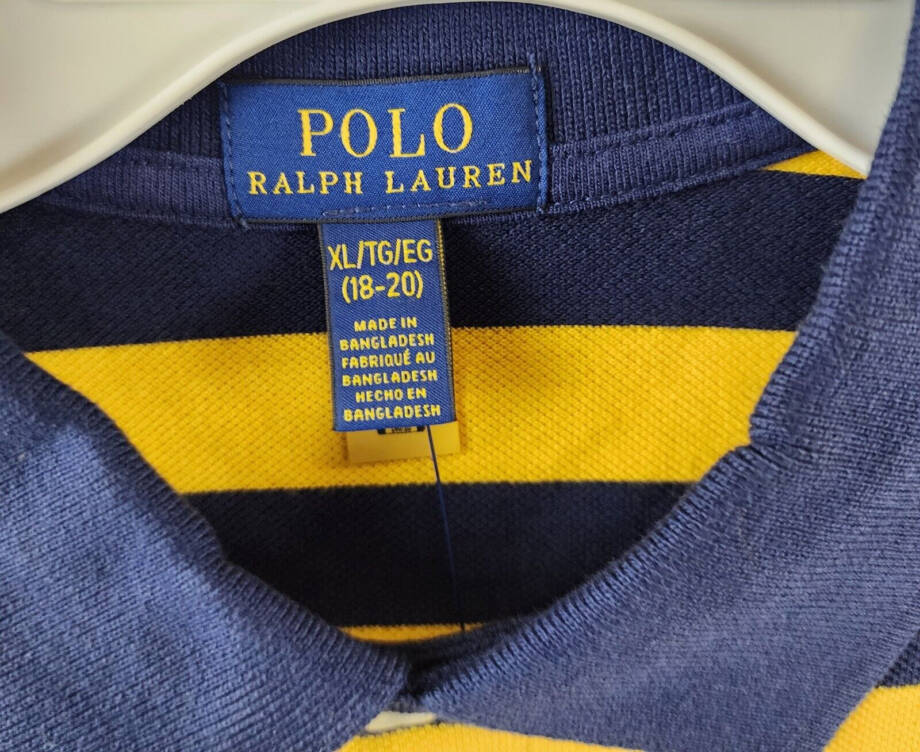 POLO
RALPH LAUREN
XL/TG/EG
(18-20)
MADE IN
BANGLADESH
FABRIQUÉ AU
BANGLADESH
HECHO EN
BANGLADESH